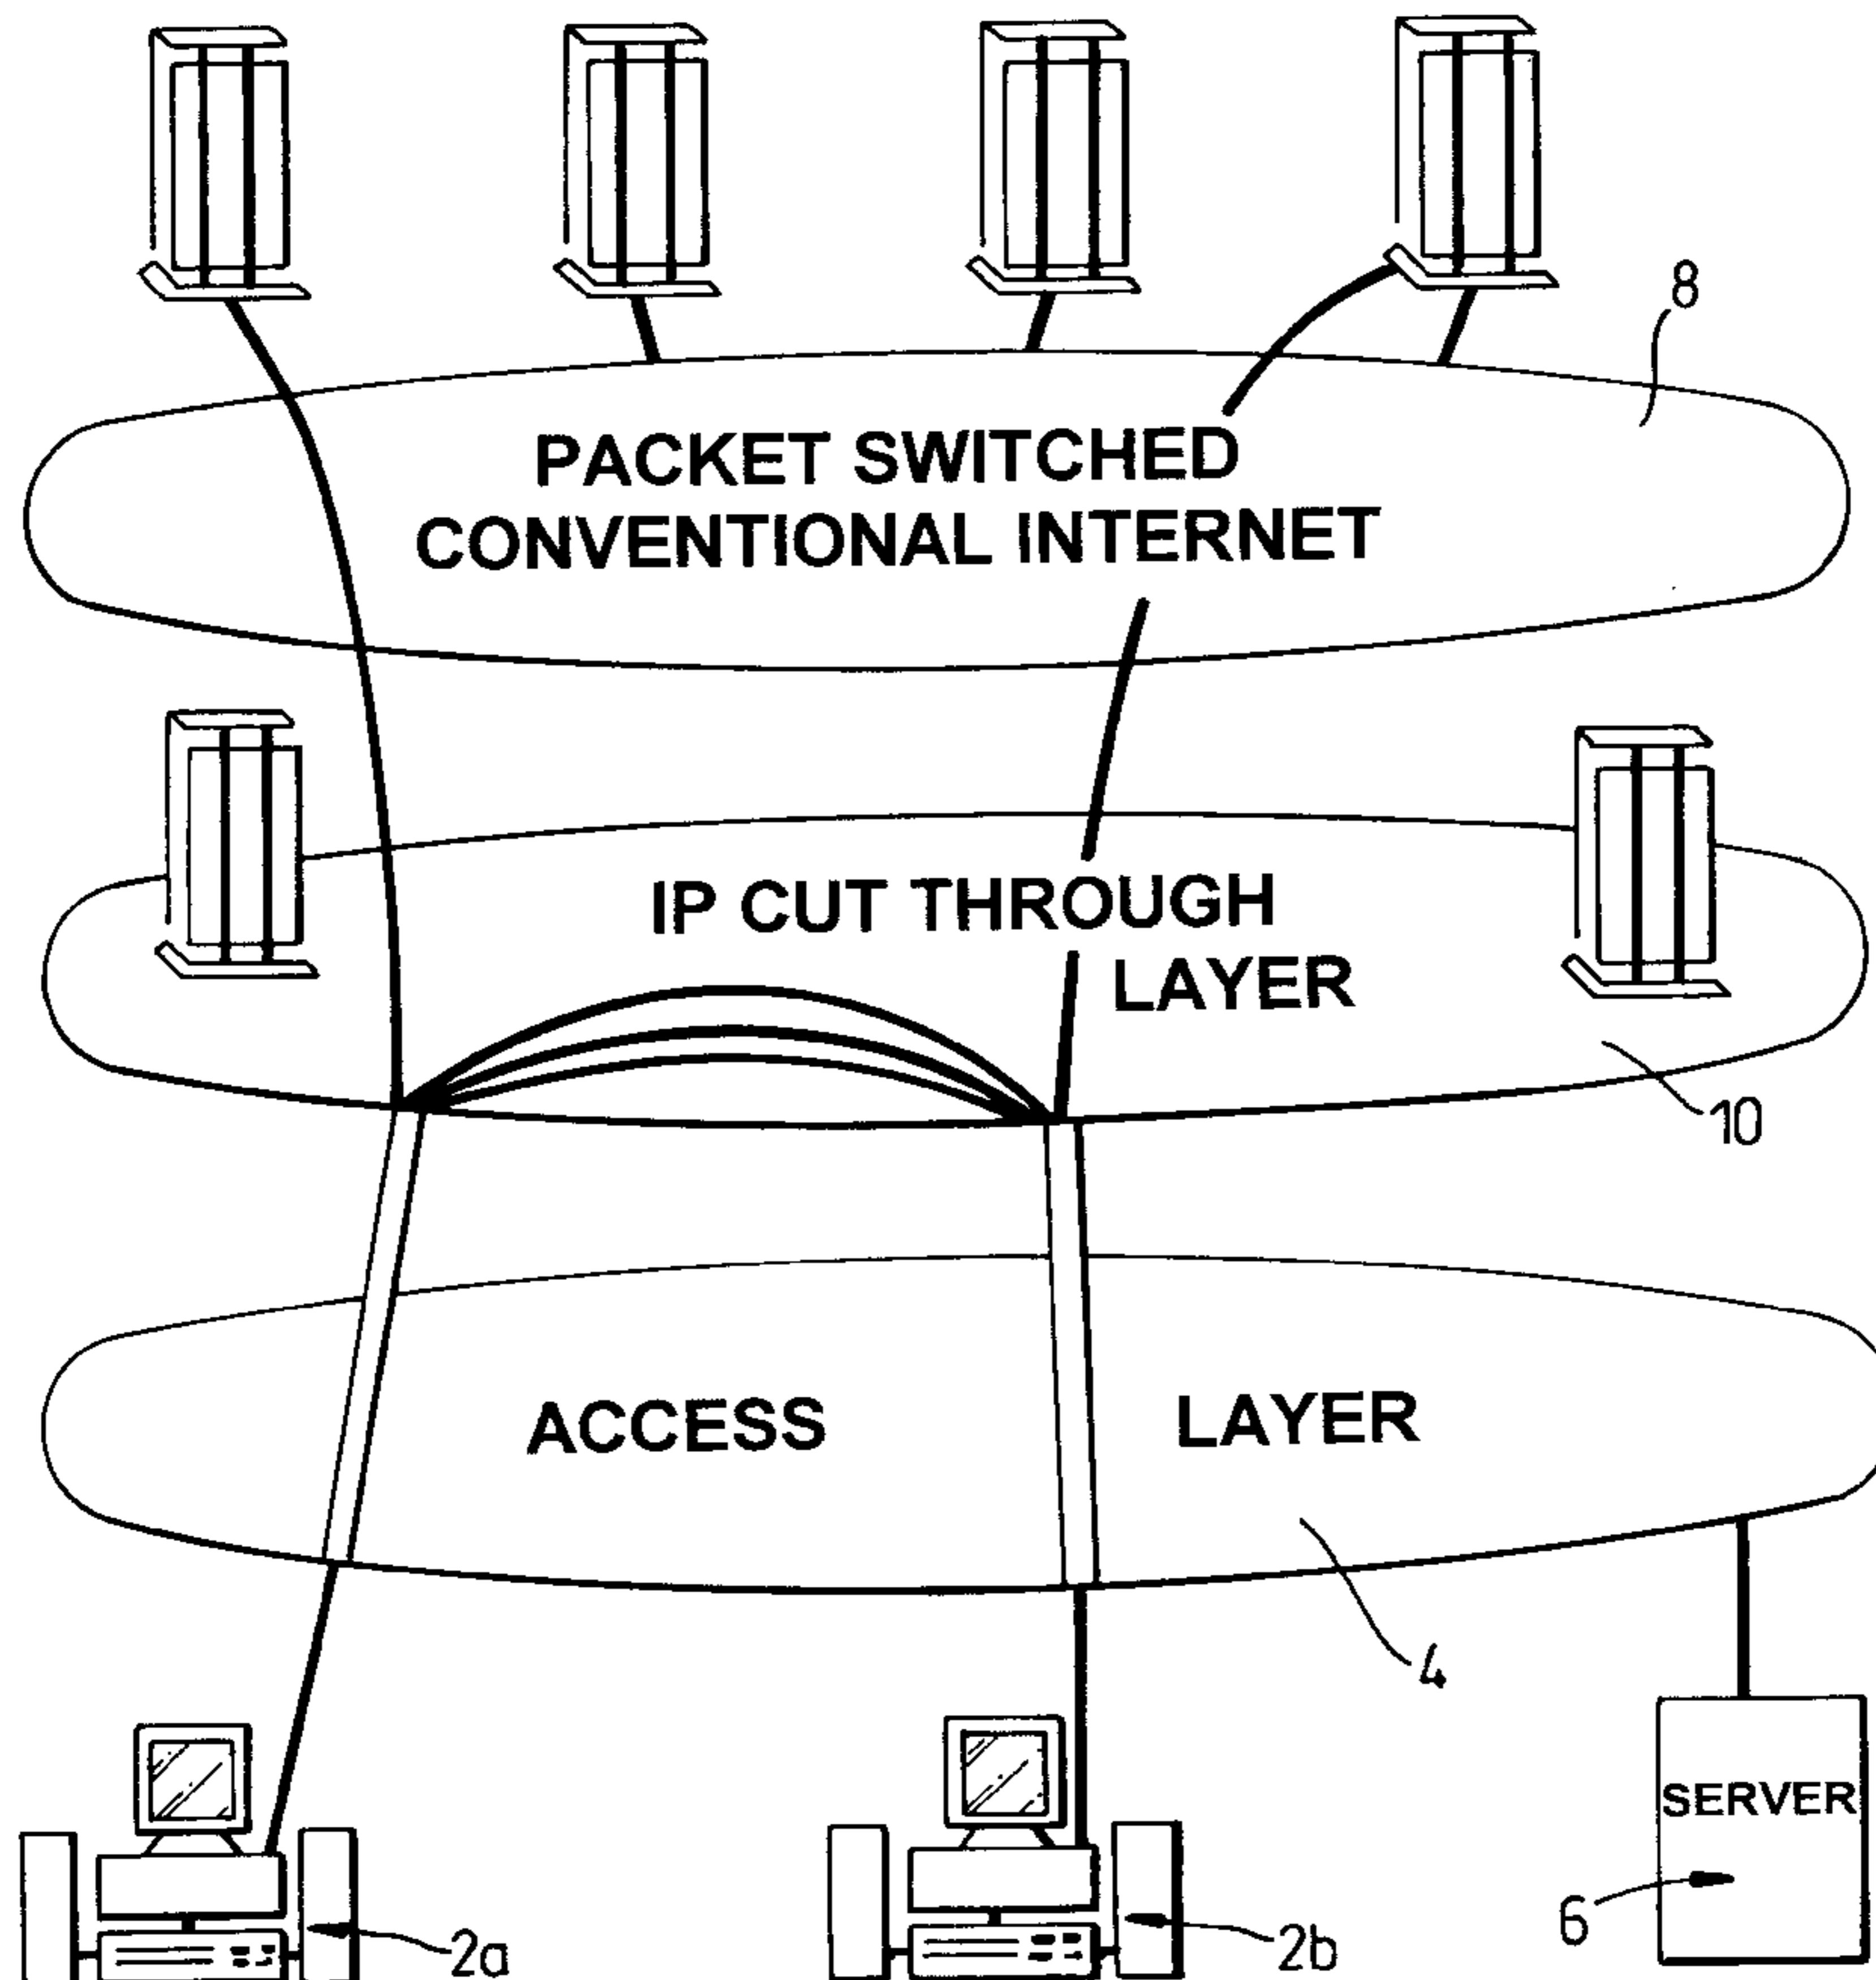 8
PACKET SWITCHED
CONVENTIONAL INTERNET
IP CUT THROUGH
LAYER
10
ACCESS LAYER
4
SERVER
6
2a
2b